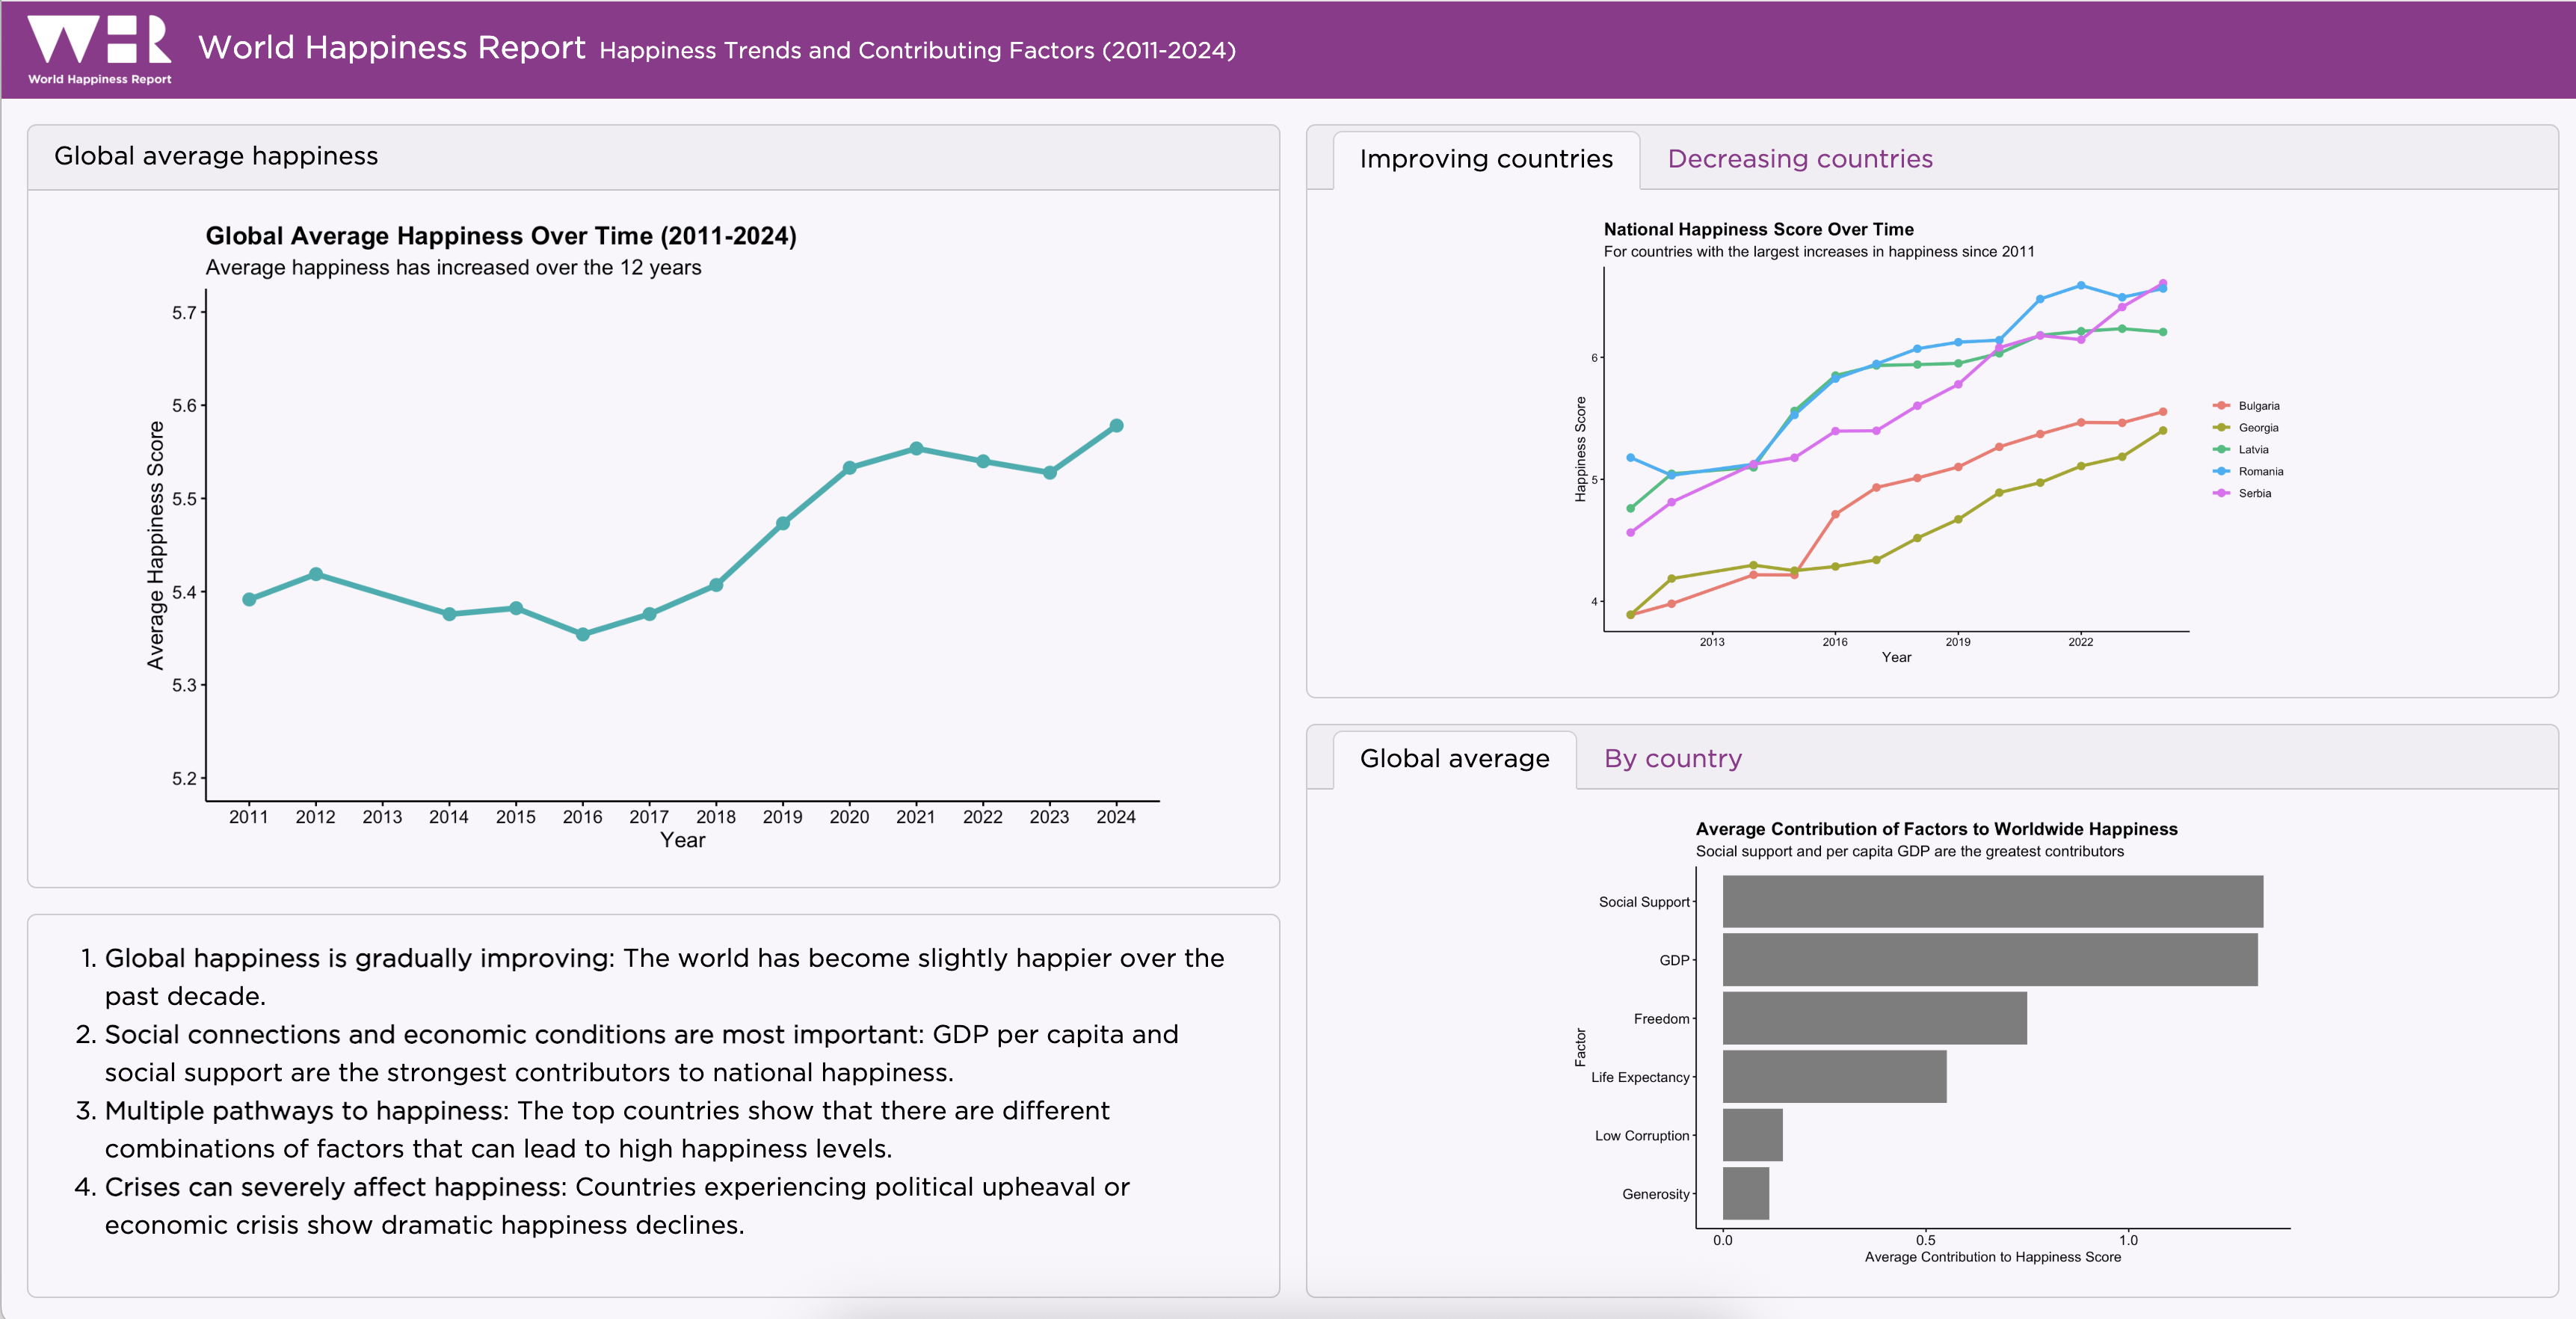 WHR
World Happiness Report
World Happiness Report Happiness Trends and Contributing Factors (2011-2024)
Global average happiness
Global Average Happiness Over Time (2011-2024)
Average happiness has increased over the 12 years
Average Happiness Score
5.7
5.6
5.5
5.4
5.3
5.2
2011 2012 2013 2014 2015 2016 2017 2018 2019 2020 2021 2022 2023 2024
Year
1. Global happiness is gradually improving: The world has become slightly happier over the
past decade.
2. Social connections and economic conditions are most important: GDP per capita and
social support are the strongest contributors to national happiness.
3. Multiple pathways to happiness: The top countries show that there are different
combinations of factors that can lead to high happiness levels.
4. Crises can severely affect happiness: Countries experiencing political upheaval or
economic crisis show dramatic happiness declines.
Improving countries Decreasing countries
National Happiness Score Over Time
For countries with the largest increases in happiness since 2011
Happiness Score
6
5
4
2013 2016 2019 2022
Year
Bulgaria
Georgia
Latvia
Romania
Serbia
Global average By country
Average Contribution of Factors to Worldwide Happiness
Social support and per capita GDP are the greatest contributors
Factor
Social Support
GDP
Freedom
Life Expectancy
Low Corruption
Generosity
0.0 0.5 1.0
Average Contribution to Happiness Score